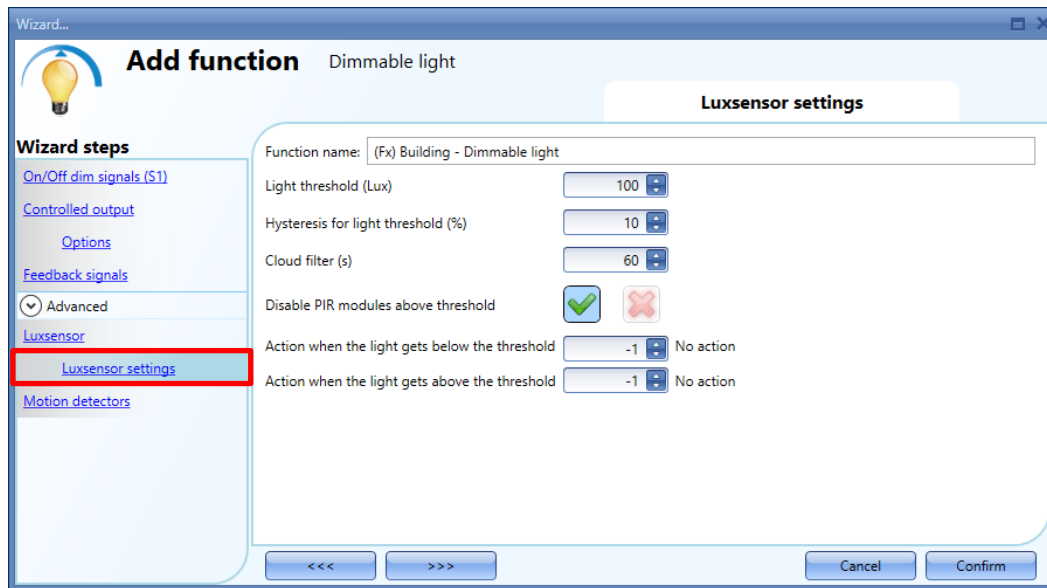 Wizard...
Add function Dimmable light
Luxsensor settings
Wizard steps
On/Off dim signals (S1)
Controlled output
Options
Feedback signals
Advanced
Luxsensor
Luxsensor settings
Motion detectors
Function name: (Fx) Building - Dimmable light
Light threshold (Lux) 100
Hysteresis for light threshold (%) 10
Cloud filter (s) 60
Disable PIR modules above threshold
Action when the light gets below the threshold -1 No action
Action when the light gets above the threshold -1 No action
<<< >>> Cancel Confirm